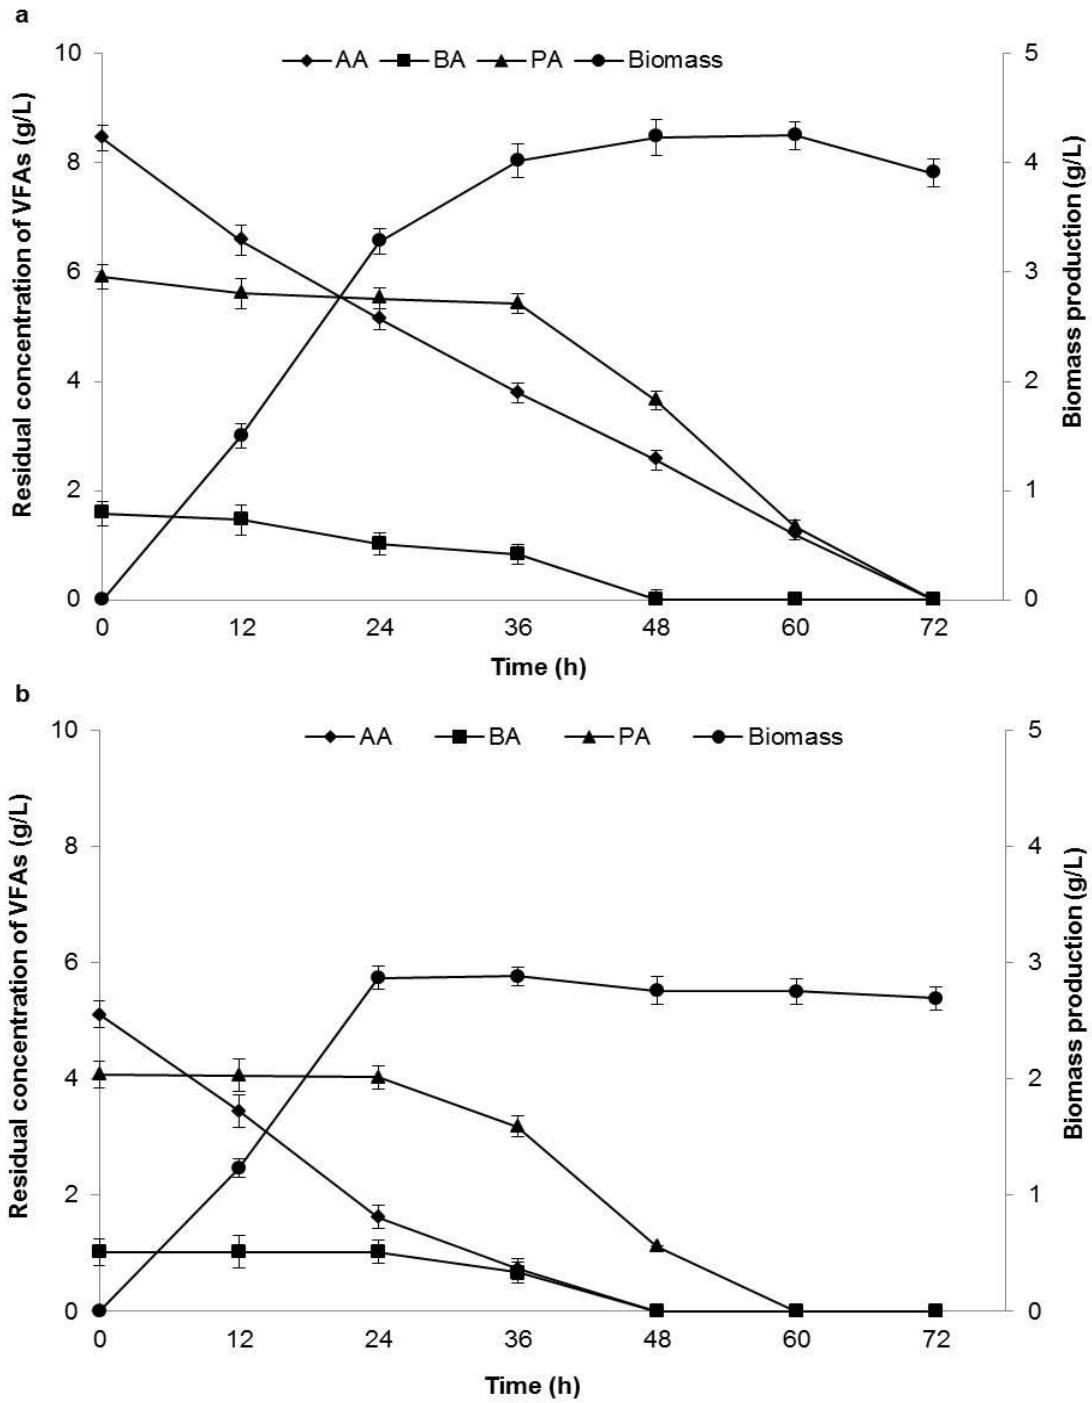 a
AA BA PA Biomass
Residual concentration of VFAs (g/L)
10
8
6
4
2
0
5
4
3
2
1
0
Biomass production (g/L)
0 12 24 36 48 60 72
Time (h)
b
AA BA PA Biomass
Residual concentration of VFAs (g/L)
10
8
6
4
2
0
5
4
3
2
1
0
Biomass production (g/L)
0 12 24 36 48 60 72
Time (h)